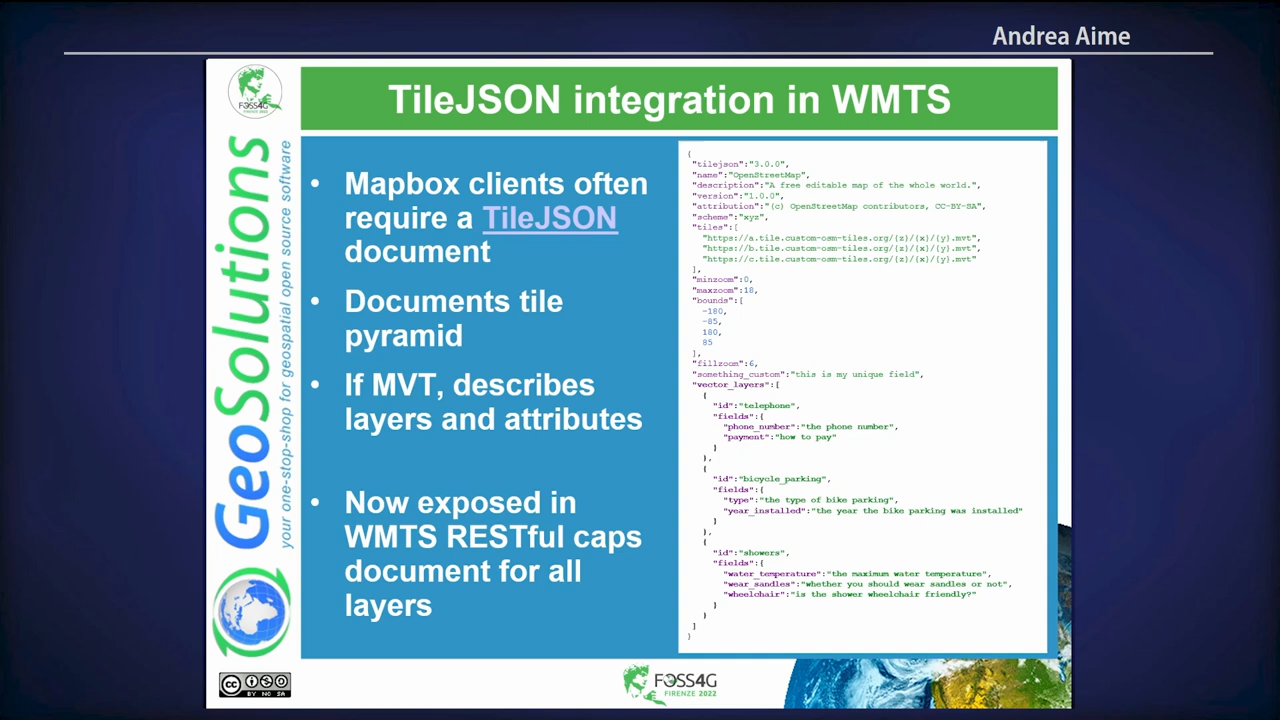 Andrea Aime
FOSS4G
FIRENZE 2022
TileJSON integration in WMTS
GeoSolutions
your one-stop-shop for geospatial open source software
• Mapbox clients often
require a TileJSON
document
• Documents tile
pyramid
• If MVT, describes
layers and attributes
• Now exposed in
WMTS RESTful caps
document for all
layers
{
"tilejson":"3.0.0",
"name":"OpenStreetMap",
"description":"A free editable map of the whole world.",
"version":"1.0.0",
"attribution":"(c) OpenStreetMap contributors, CC-BY-SA",
"scheme":"xyz",
"tiles":[
"https://a.tile.custom-osm-tiles.org/{z}/{x}/{y}.mvt",
"https://b.tile.custom-osm-tiles.org/{z}/{x}/{y}.mvt",
"https://c.tile.custom-osm-tiles.org/{z}/{x}/{y}.mvt"
],
"minzoom":0,
"maxzoom":18,
"bounds":[
-180,
-85,
180,
85
],
"fillzoom":6,
"something_custom":"this is my unique field",
"vector_layers":[
{
"id":"telephone",
"fields":{
"phone_number":"the phone number",
"payment":"how to pay"
}
},
{
"id":"bicycle_parking",
"fields":{
"type":"the type of bike parking",
"year_installed":"the year the bike parking was installed"
}
},
{
"id":"showers",
"fields":{
"water_temperature":"the maximum water temperature",
"wear_sandles":"whether you should wear sandles or not",
"wheelchair":"is the shower wheelchair friendly?"
}
}
]
}
cc
BY NC SA
FOSS4G
FIRENZE 2022